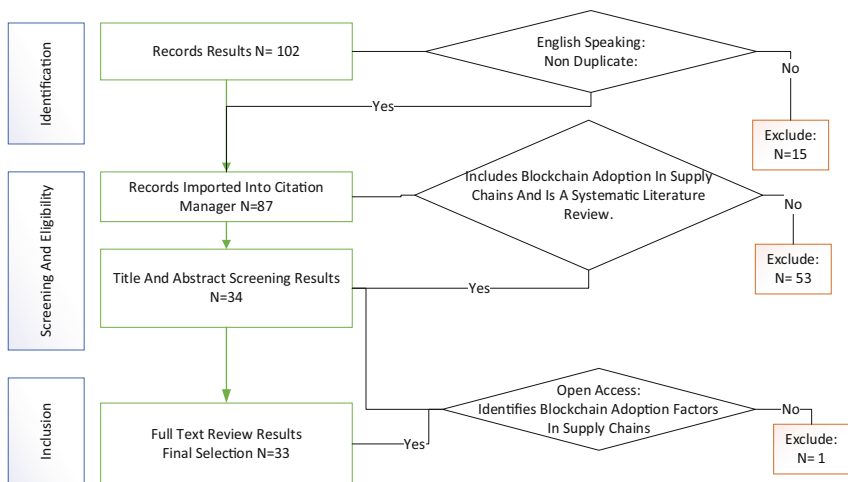 Identification
Records Results N= 102
English Speaking:
Non Duplicate:
No
Yes
Exclude:
N=15
Screening And Eligibility
Records Imported Into Citation
Manager N=87
Includes Blockchain Adoption In Supply
Chains And Is A Systematic Literature
Review.
No
Exclude:
N= 53
Title And Abstract Screening Results
N=34
Yes
Inclusion
Open Access:
Identifies Blockchain Adoption Factors
In Supply Chains
No
Full Text Review Results
Final Selection N=33
Yes
Exclude:
N= 1